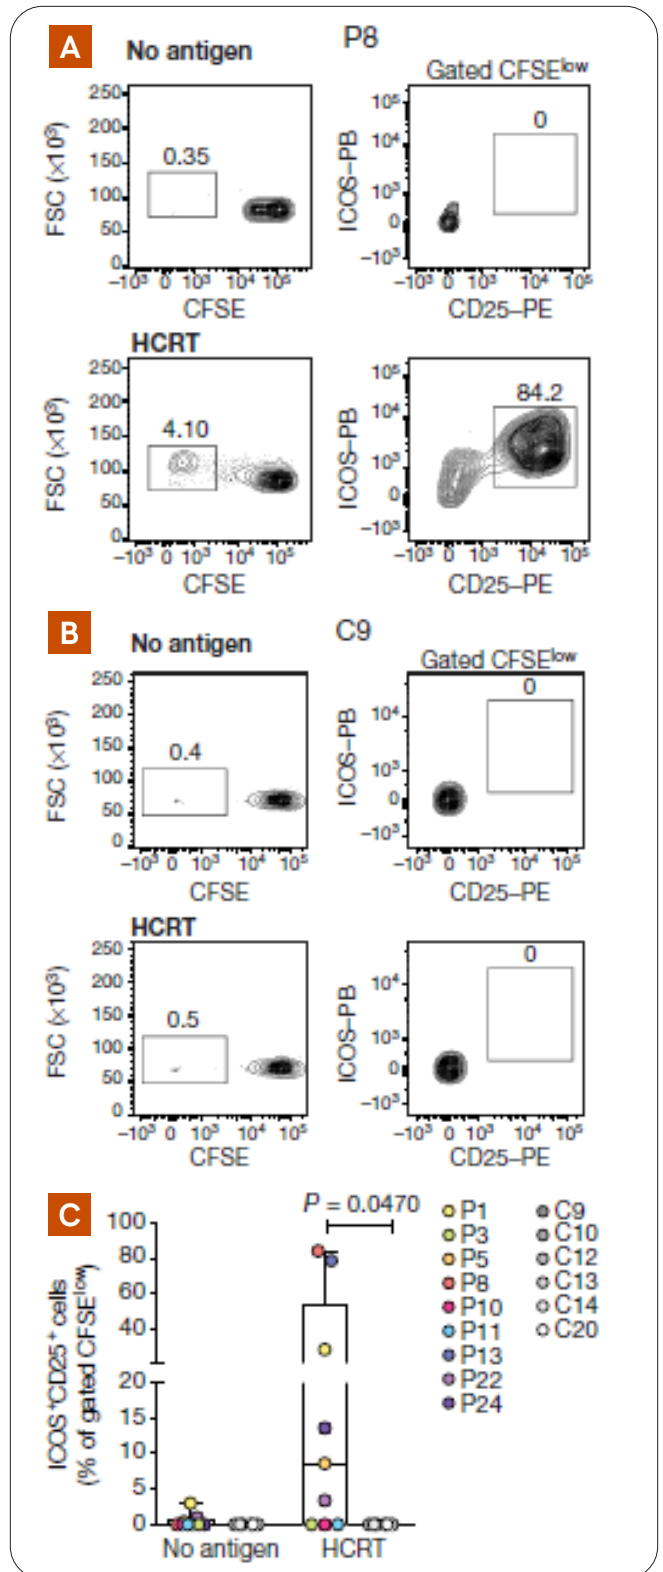 A
No antigen
P8
Gated CFSElow
250
200
150
100
50
0
0.35
FSC (×10³)
−10³ 0 10³ 10⁴ 10⁵
CFSE
10⁵
10⁴
10³
0
−10³
0
ICOS–PB
−10³ 0 10³ 10⁴ 10⁵
CD25–PE
HCRT
250
200
150
100
50
0
4.10
FSC (×10³)
−10³ 0 10³ 10⁴ 10⁵
CFSE
10⁵
10⁴
10³
0
−10³
84.2
ICOS–PB
−10³ 0 10³ 10⁴ 10⁵
CD25–PE
B
No antigen
C9
Gated CFSElow
250
200
150
100
50
0
0.4
FSC (×10³)
−10³ 0 10³ 10⁴ 10⁵
CFSE
10⁴
10³
0
−10³
0
ICOS–PB
−10³ 0 10³ 10⁴ 10⁵
CD25–PE
HCRT
250
200
150
100
50
0
0.5
FSC (×10³)
−10³ 0 10³ 10⁴ 10⁵
CFSE
10⁴
10³
0
−10³
0
ICOS–PB
−10³ 0 10³ 10⁴ 10⁵
CD25–PE
C
P = 0.0470
100
80
60
40
20
15
10
5
0
ICOS⁺CD25⁺ cells
(% of gated CFSElow)
No antigen
HCRT
P1
P3
P5
P8
P10
P11
P13
P22
P24
C9
C10
C12
C13
C14
C20